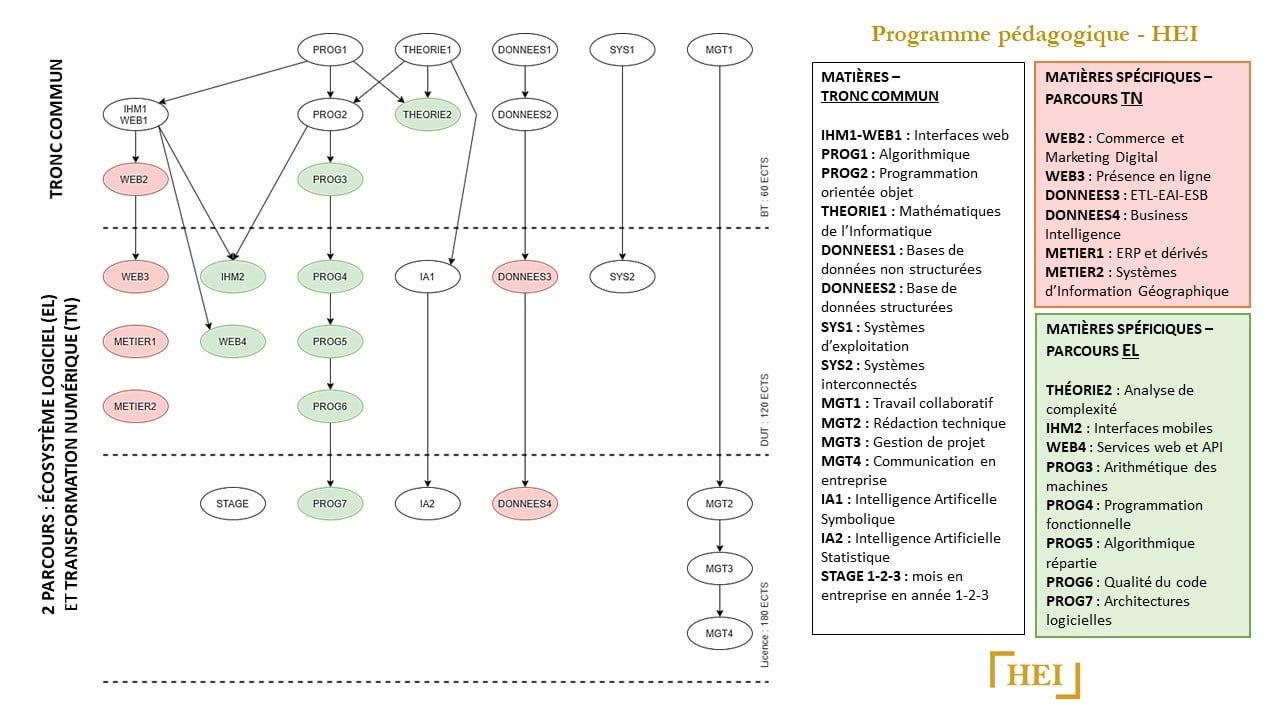 Programme pédagogique - HEI
TRONC COMMUN
2 PARCOURS : ÉCOSYSTÈME LOGICIEL (EL)
ET TRANSFORMATION NUMÉRIQUE (TN)
PROG1
THEORIE1
DONNEES1
SYS1
MGT1
IHM1
WEB1
PROG2
THEORIE2
DONNEES2
WEB2
PROG3
BT : 60 ECTS
WEB3
IHM2
PROG4
IA1
DONNEES3
SYS2
METIER1
WEB4
PROG5
METIER2
PROG6
DUT : 120 ECTS
STAGE
PROG7
IA2
DONNEES4
MGT2
MGT3
MGT4
Licence : 180 ECTS
MATIÈRES –
TRONC COMMUN
IHM1-WEB1 : Interfaces web
PROG1 : Algorithmique
PROG2 : Programmation
orientée objet
THEORIE1 : Mathématiques
de l’Informatique
DONNEES1 : Bases de
données non structurées
DONNEES2 : Base de
données structurées
SYS1 : Systèmes
d’exploitation
SYS2 : Systèmes
interconnectés
MGT1 : Travail collaboratif
MGT2 : Rédaction technique
MGT3 : Gestion de projet
MGT4 : Communication en
entreprise
IA1 : Intelligence Artificelle
Symbolique
IA2 : Intelligence Artificielle
Statistique
STAGE 1-2-3 : mois en
entreprise en année 1-2-3
MATIÈRES SPÉCIFIQUES –
PARCOURS TN
WEB2 : Commerce et
Marketing Digital
WEB3 : Présence en ligne
DONNEES3 : ETL-EAI-ESB
DONNEES4 : Business
Intelligence
METIER1 : ERP et dérivés
METIER2 : Systèmes
d’Information Géographique
MATIÈRES SPÉFICIQUES –
PARCOURS EL
THÉORIE2 : Analyse de
complexité
IHM2 : Interfaces mobiles
WEB4 : Services web et API
PROG3 : Arithmétique des
machines
PROG4 : Programmation
fonctionnelle
PROG5 : Algorithmique
répartie
PROG6 : Qualité du code
PROG7 : Architectures
logicielles
HEI